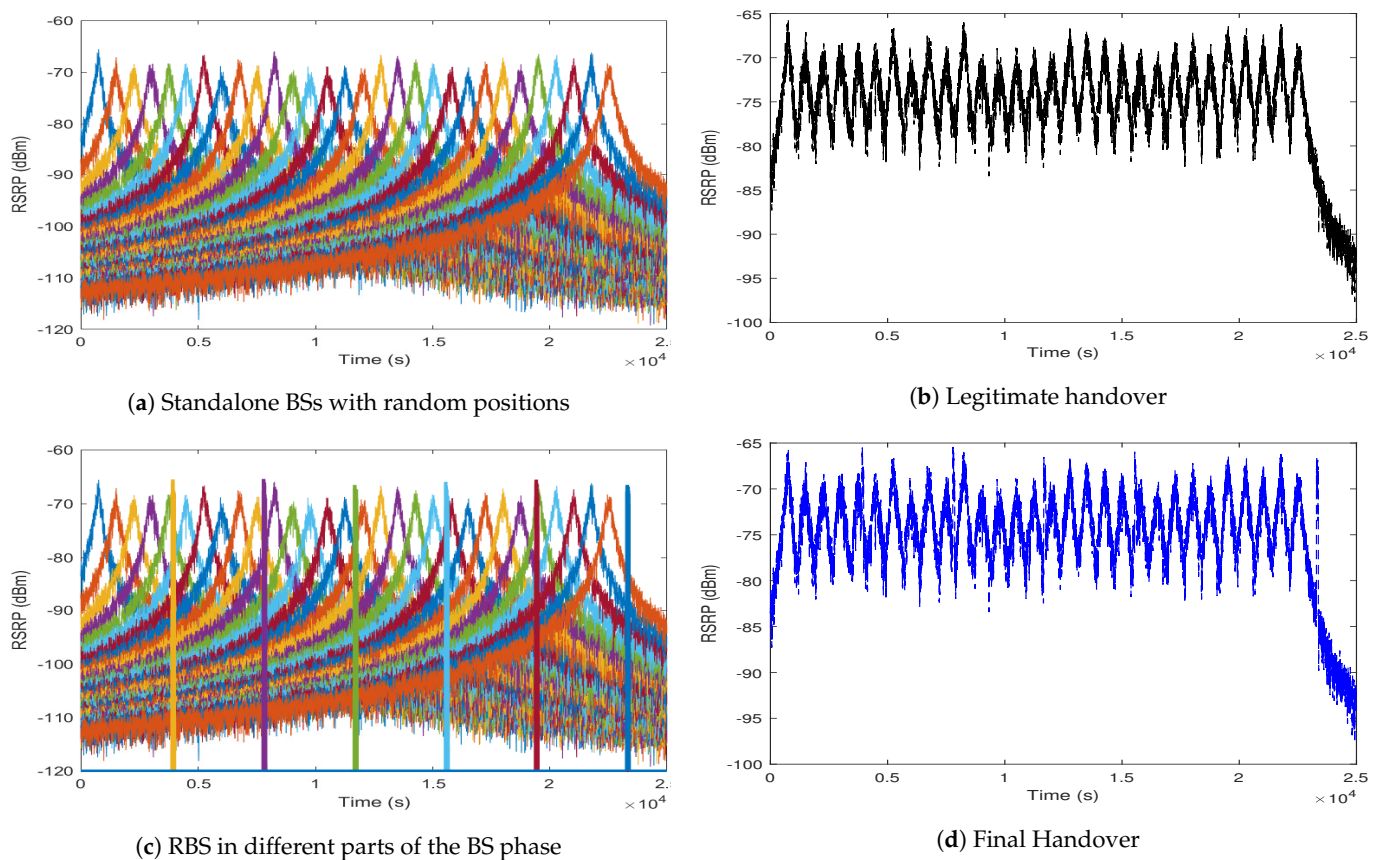 -60
-70
-80
-90
-100
-110
-120
RSRP (dBm)
0 0.5 1 1.5 2 2.5
Time (s)
× 10⁴
(a) Standalone BSs with random positions
-65
-70
-75
-80
-85
-90
-95
-100
RSRP (dBm)
0 0.5 1 1.5 2 2.5
Time (s)
× 10⁴
(b) Legitimate handover
-60
-70
-80
-90
-100
-110
-120
RSRP (dBm)
0 0.5 1 1.5 2 2.5
Time (s)
× 10⁴
(c) RBS in different parts of the BS phase
-65
-70
-75
-80
-85
-90
-95
-100
RSRP (dBm)
0 0.5 1 1.5 2 2.5
Time (s)
× 10⁴
(d) Final Handover